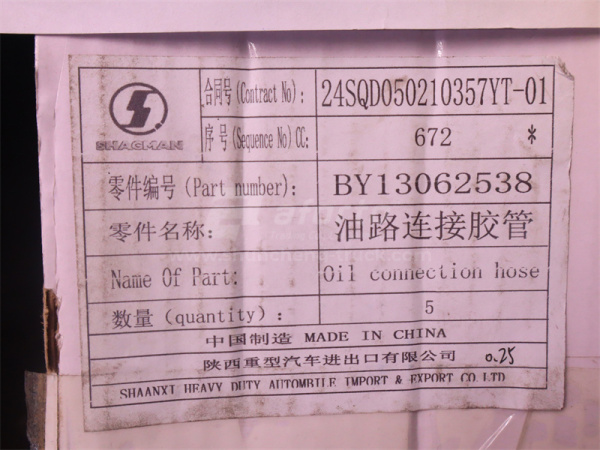 SHACMAN
合同号(Contract No): 24SQD050210357YT-01
序号(Sequence No)CC: 672 *
零件编号(Part number): BY13062538
零件名称: 油路连接胶管
Name Of Part: Oil connection hose
数量(quantity): 5
中国制造 MADE IN CHINA
陕西重型汽车进出口有限公司 0.25
SHAANXI HEAVY DUTY AUTOMBILE IMPORT & EXPORT CO LTD